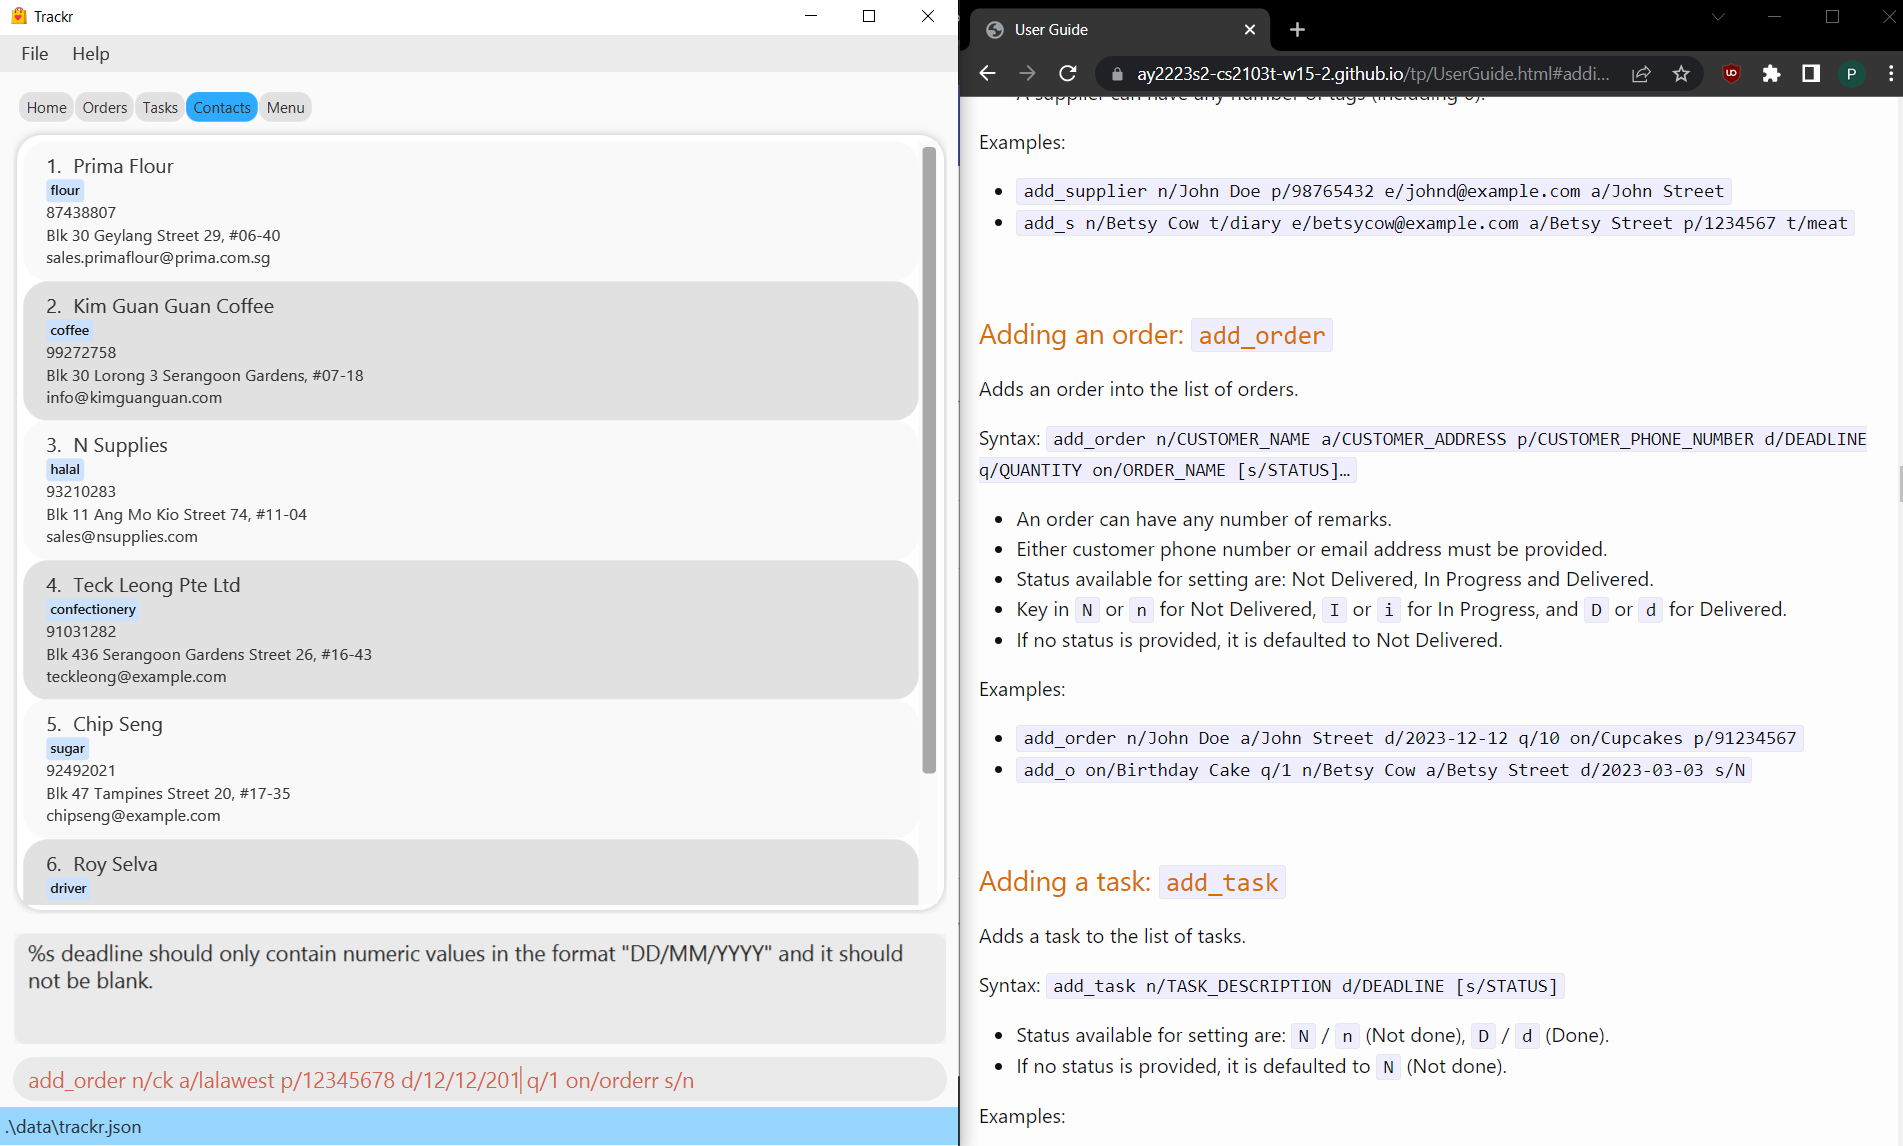 Trackr
File Help
Home Orders Tasks Contacts Menu
1. Prima Flour
flour
87438807
Blk 30 Geylang Street 29, #06-40
sales.primaflour@prima.com.sg
2. Kim Guan Guan Coffee
coffee
99272758
Blk 30 Lorong 3 Serangoon Gardens, #07-18
info@kimguanguan.com
3. N Supplies
halal
93210283
Blk 11 Ang Mo Kio Street 74, #11-04
sales@nsupplies.com
4. Teck Leong Pte Ltd
confectionery
91031282
Blk 436 Serangoon Gardens Street 26, #16-43
teckleong@example.com
5. Chip Seng
sugar
92492021
Blk 47 Tampines Street 20, #17-35
chipseng@example.com
6. Roy Selva
driver
%s deadline should only contain numeric values in the format "DD/MM/YYYY" and it should
not be blank.
add_order n/ck a/lalawest p/12345678 d/12/12/201 q/1 on/orderr s/n
.\data\trackr.json
User Guide
ay2223s2-cs2103t-w15-2.github.io/tp/UserGuide.html#addi...
P
A supplier can have any number of tags (including 0).
Examples:
add_supplier n/John Doe p/98765432 e/johnd@example.com a/John Street
add_s n/Betsy Cow t/diary e/betsycow@example.com a/Betsy Street p/1234567 t/meat
Adding an order: add_order
Adds an order into the list of orders.
Syntax: add_order n/CUSTOMER_NAME a/CUSTOMER_ADDRESS p/CUSTOMER_PHONE_NUMBER d/DEADLINE
q/QUANTITY on/ORDER_NAME [s/STATUS]…
An order can have any number of remarks.
Either customer phone number or email address must be provided.
Status available for setting are: Not Delivered, In Progress and Delivered.
Key in N or n for Not Delivered, I or i for In Progress, and D or d for Delivered.
If no status is provided, it is defaulted to Not Delivered.
Examples:
add_order n/John Doe a/John Street d/2023-12-12 q/10 on/Cupcakes p/91234567
add_o on/Birthday Cake q/1 n/Betsy Cow a/Betsy Street d/2023-03-03 s/N
Adding a task: add_task
Adds a task to the list of tasks.
Syntax: add_task n/TASK_DESCRIPTION d/DEADLINE [s/STATUS]
Status available for setting are: N / n (Not done), D / d (Done).
If no status is provided, it is defaulted to N (Not done).
Examples: